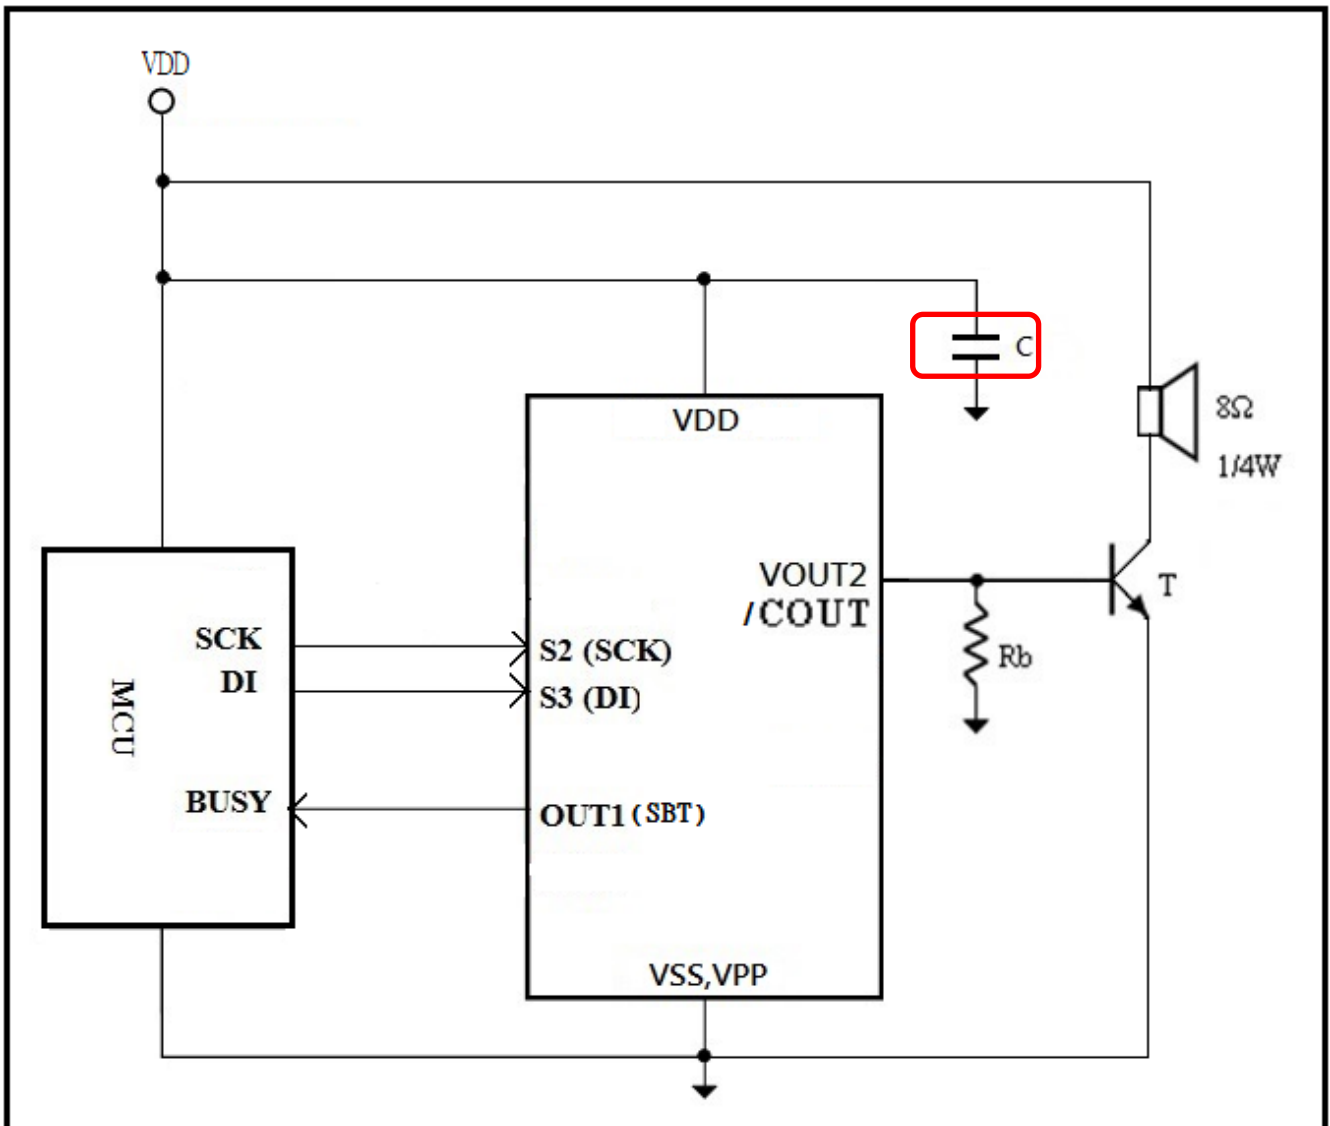 VDD
C
VDD
8Ω
1/4W
VOUT2
/COUT
T
SCK
S2 (SCK)
Rb
DI
S3 (DI)
MCU
BUSY
OUT1(SBT)
VSS,VPP